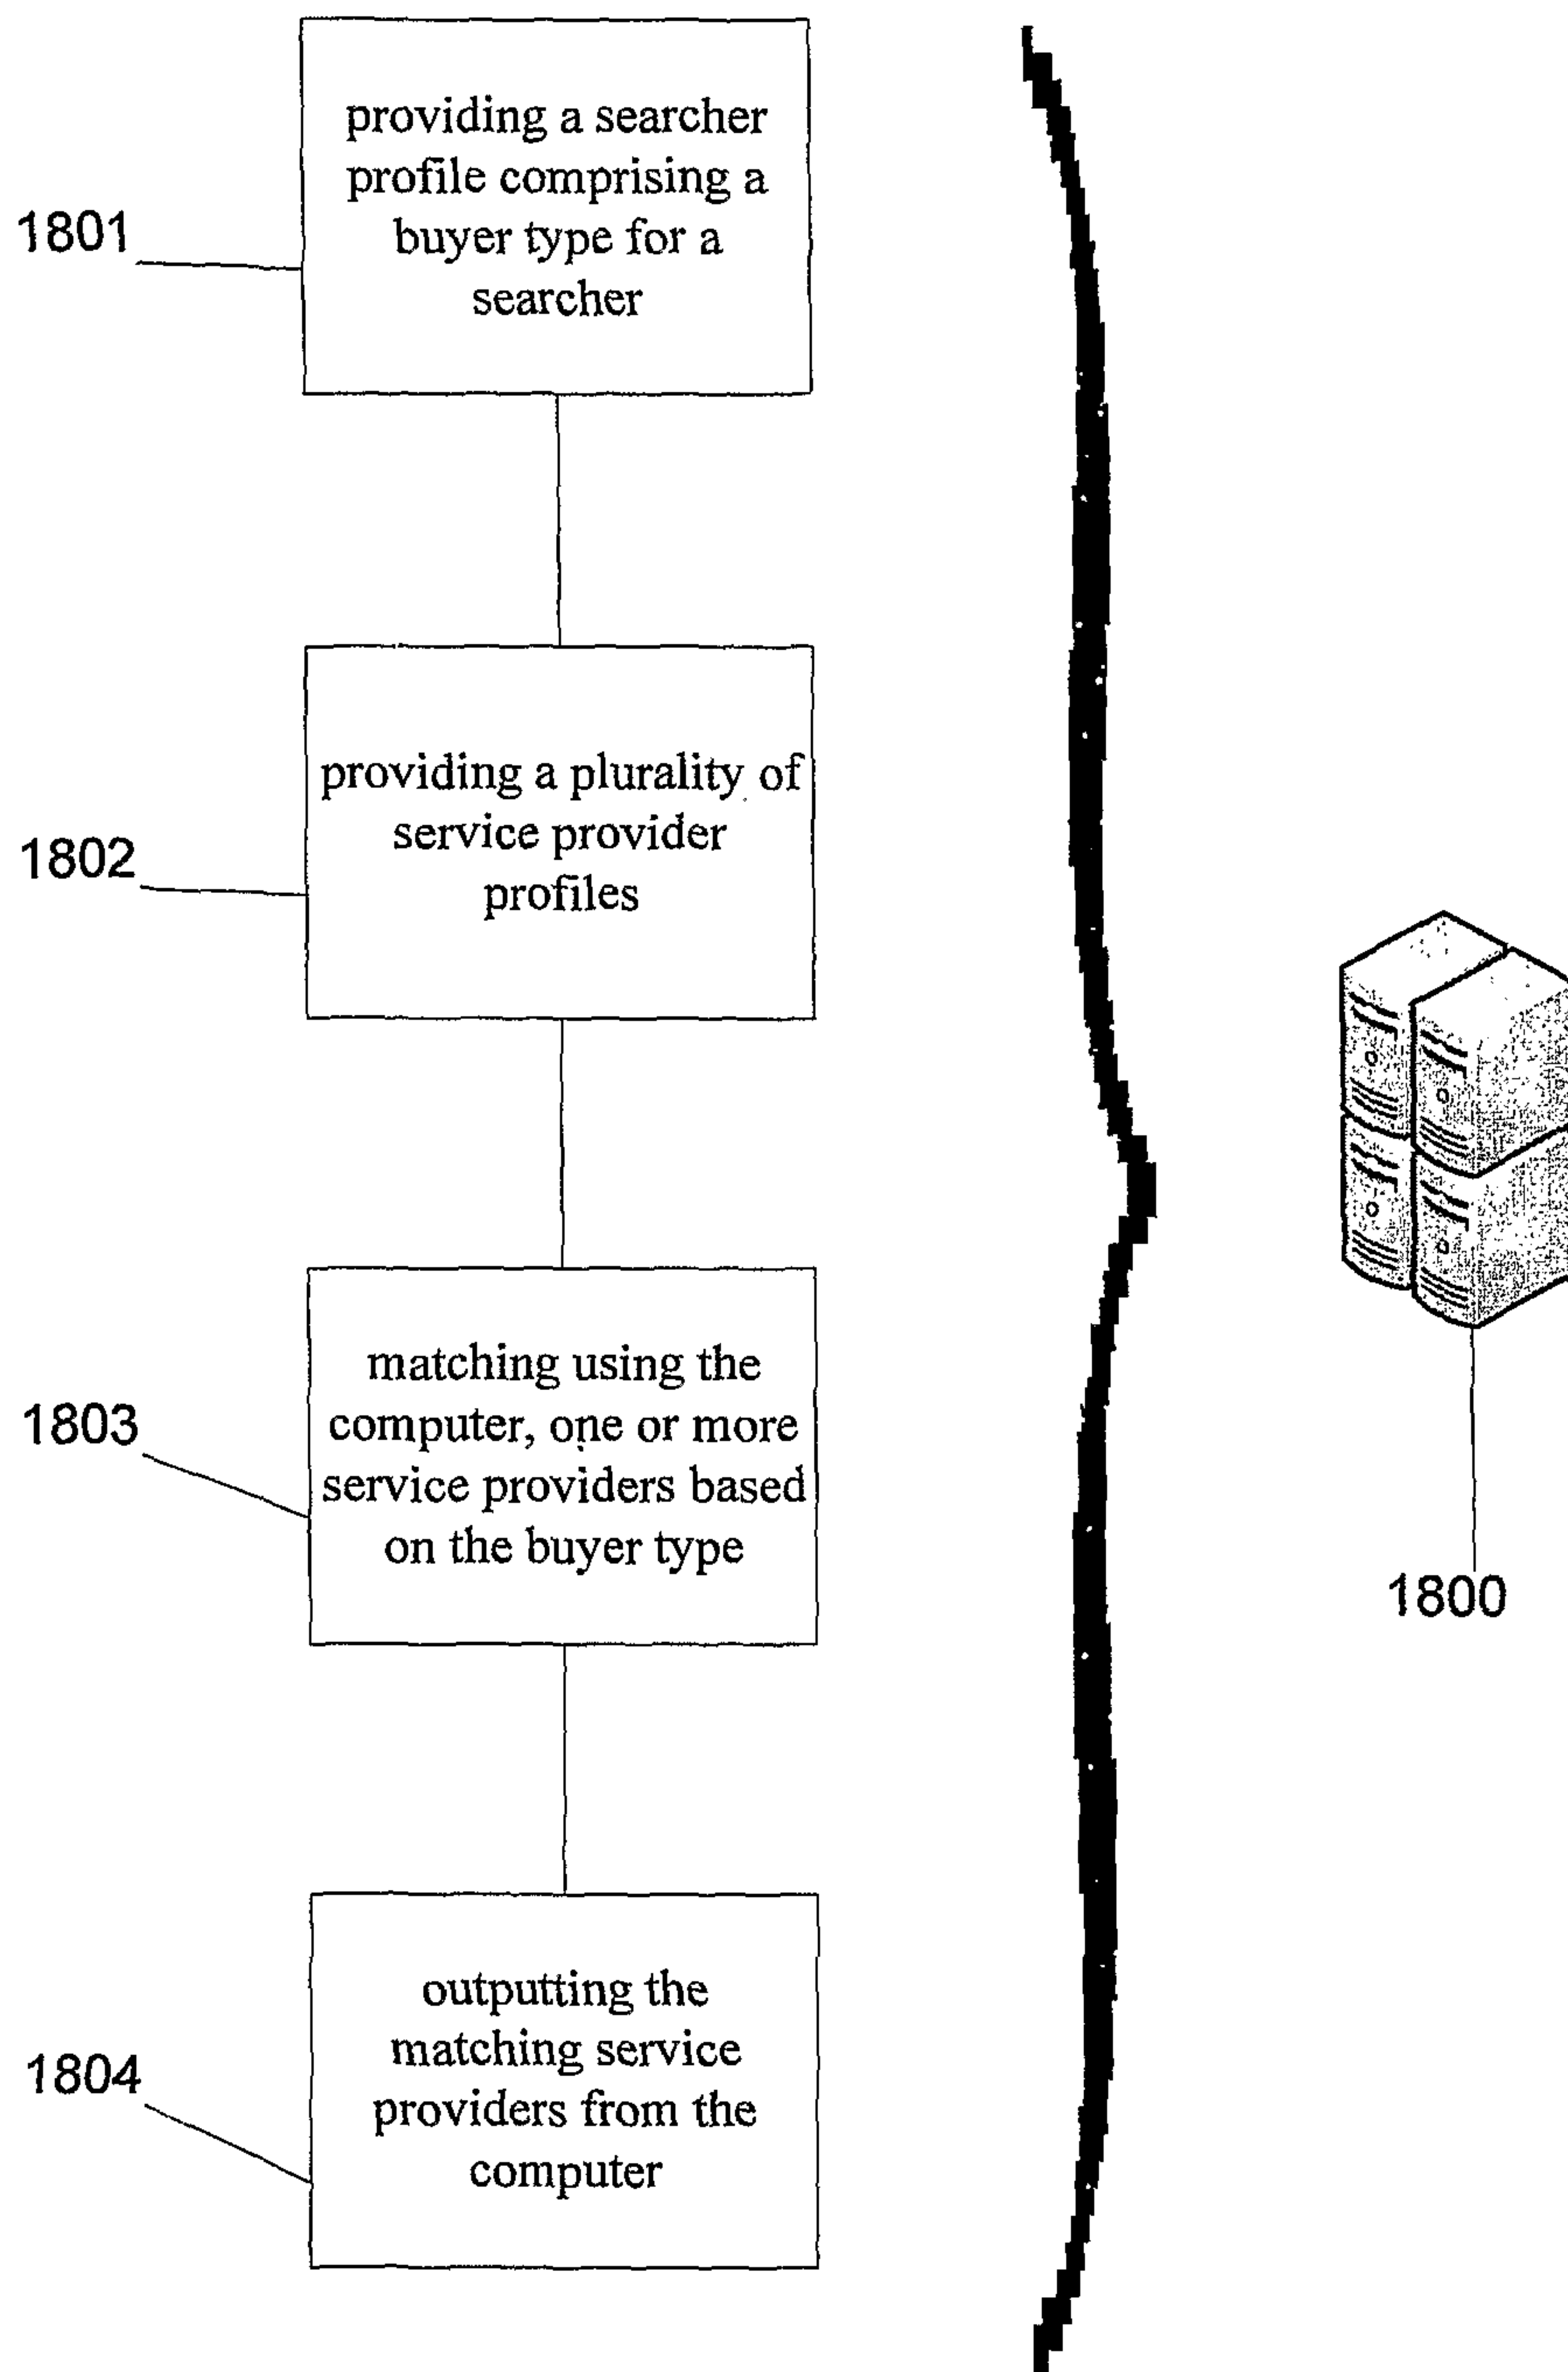 providing a searcher
profile comprising a
buyer type for a
searcher
1801
providing a plurality of
service provider
profiles
1802
matching using the
computer, one or more
service providers based
on the buyer type
1803
1800
outputting the
matching service
providers from the
computer
1804